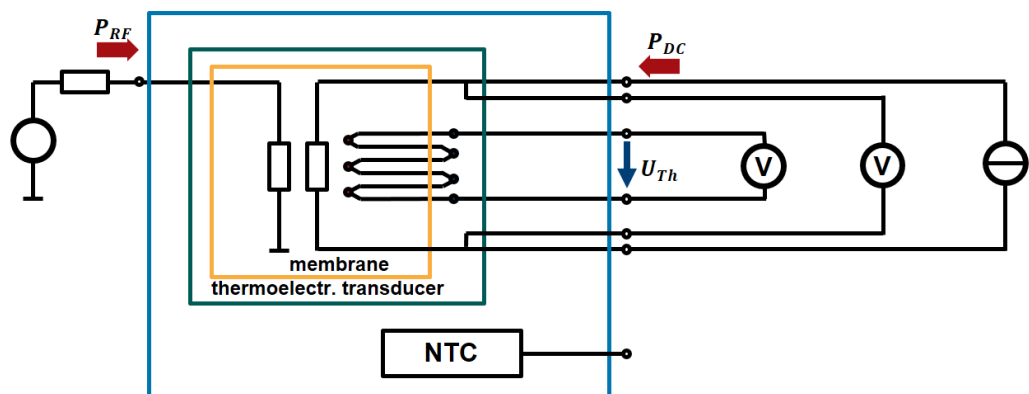 P_RF
P_DC
U_Th
V
V
membrane
thermoelectr. transducer
NTC